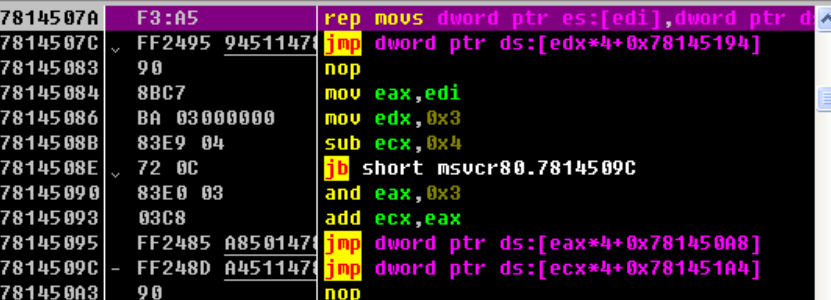 7814507A F3:A5 rep movs dword ptr es:[edi],dword ptr d
7814507C FF2495 94511478 jmp dword ptr ds:[edx*4+0x78145194]
78145083 90 nop
78145084 8BC7 mov eax,edi
78145086 BA 03000000 mov edx,0x3
7814508B 83E9 04 sub ecx,0x4
7814508E 72 0C jb short msvcr80.7814509C
78145090 83E0 03 and eax,0x3
78145093 03C8 add ecx,eax
78145095 FF2485 A8501478 jmp dword ptr ds:[eax*4+0x781450A8]
7814509C - FF248D A4511478 jmp dword ptr ds:[ecx*4+0x781451A4]
781450A3 90 nop